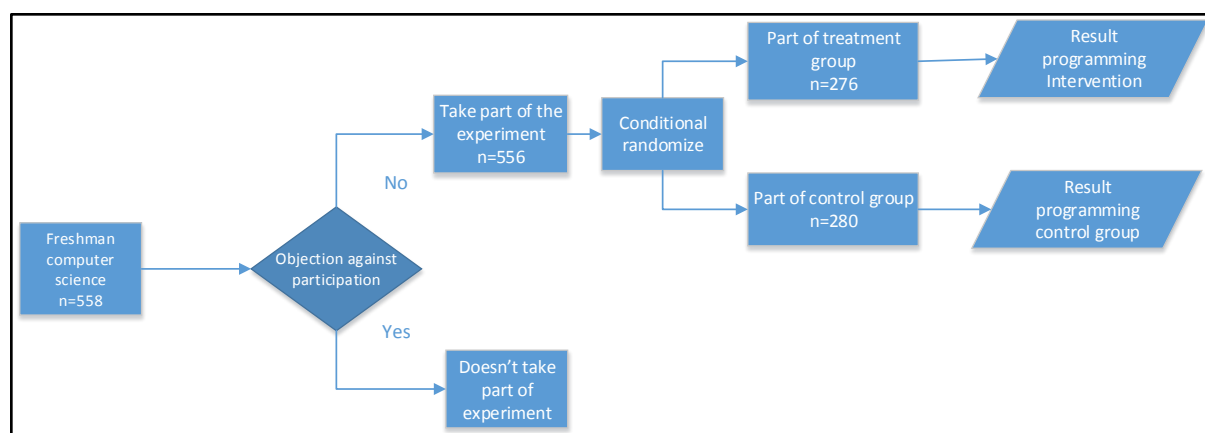 Freshman
computer
science
n=558
Objection against
participation
No
Yes
Take part of the
experiment
n=556
Doesn’t take
part of
experiment
Conditional
randomize
Part of treatment
group
n=276
Result
programming
Intervention
Part of control group
n=280
Result
programming
control group